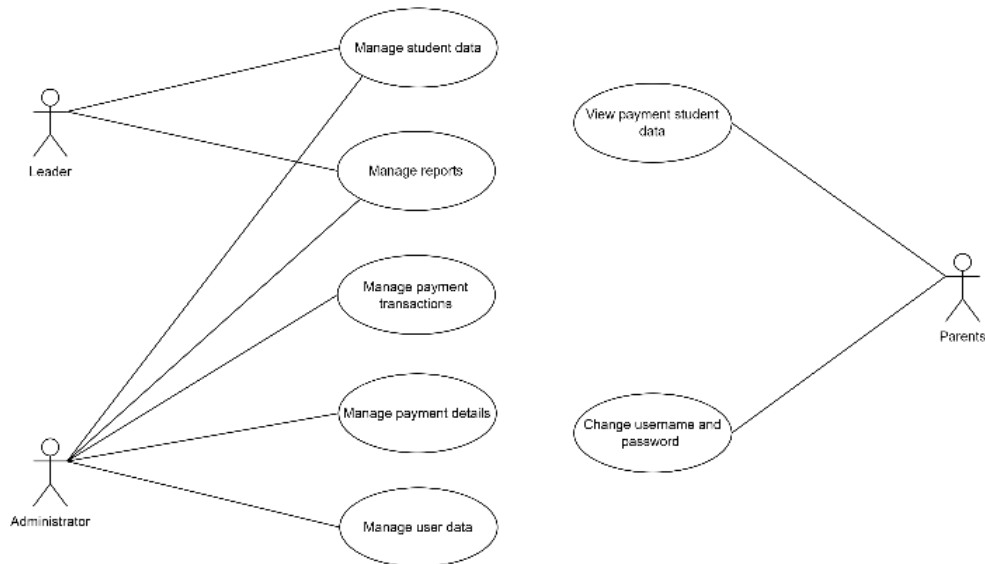 Manage student data
View payment student
data
Leader
Manage reports
Manage payment
transactions
Parents
Manage payment details
Change username and
password
Administrator
Manage user data